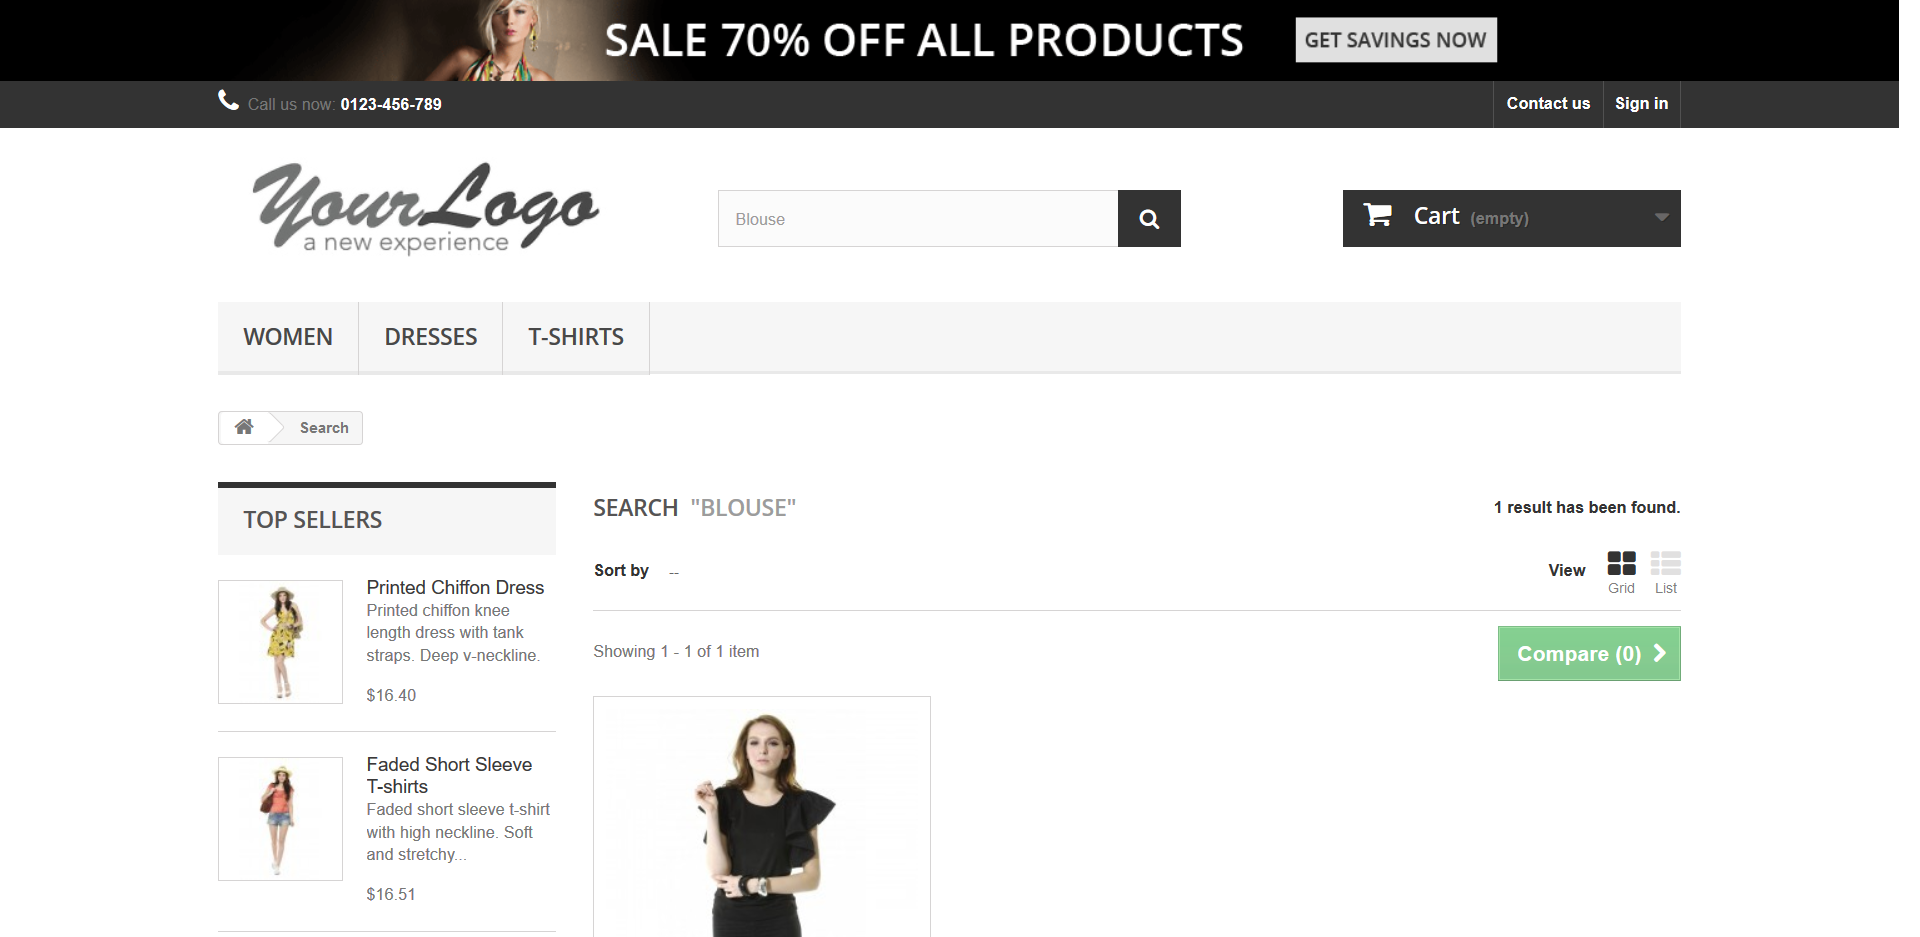 SALE 70% OFF ALL PRODUCTS GET SAVINGS NOW
Call us now: 0123-456-789
Contact us Sign in
YourLogo
a new experience
Blouse
Cart (empty)
WOMEN DRESSES T-SHIRTS
Search
TOP SELLERS
Printed Chiffon Dress
Printed chiffon knee
length dress with tank
straps. Deep v-neckline.
$16.40
Faded Short Sleeve
T-shirts
Faded short sleeve t-shirt
with high neckline. Soft
and stretchy...
$16.51
SEARCH "BLOUSE"
1 result has been found.
Sort by --
View Grid List
Showing 1 - 1 of 1 item
Compare (0)